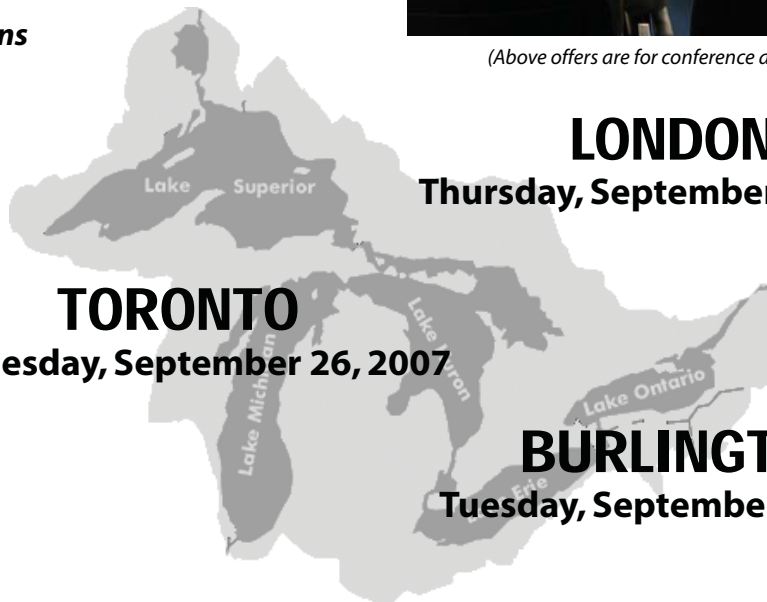 ns
(Above offers are for conference a
LONDON
Thursday, September
Lake Superior
TORONTO
esday, September 26, 2007
Lake Michigan
Lake Huron
Lake Ontario
BURLINGT
Tuesday, Septembe
Erie